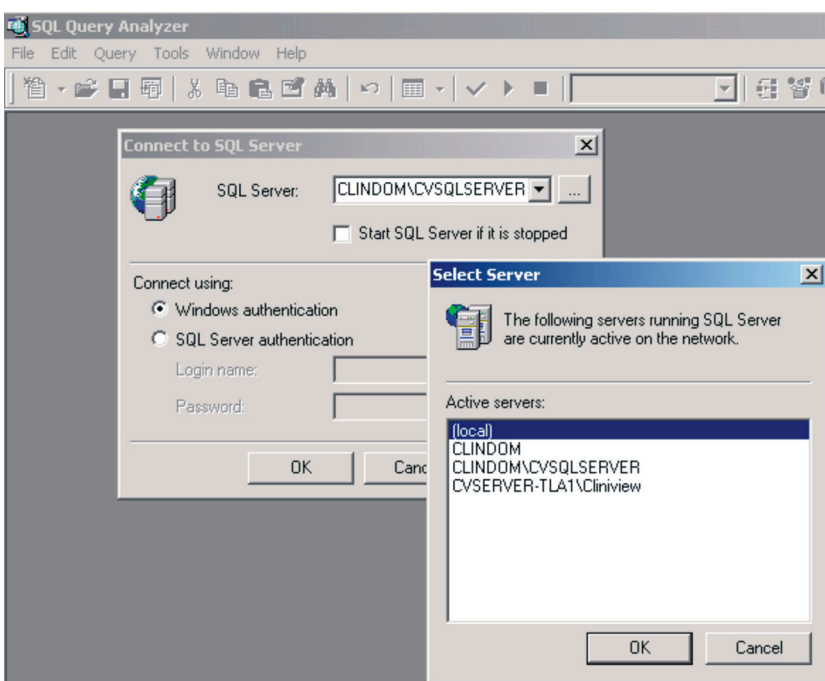 SQL Query Analyzer
File Edit Query Tools Window Help
Connect to SQL Server
SQL Server:
CLINDOM\CVSQLSERVER
...
Start SQL Server if it is stopped
Connect using:
Windows authentication
SQL Server authentication
Login name:
Password:
OK
Canc
Select Server
The following servers running SQL Server
are currently active on the network.
Active servers:
(local)
CLINDOM
CLINDOM\CVSQLSERVER
CVSERVER-TLA1\Cliniview
OK
Cancel